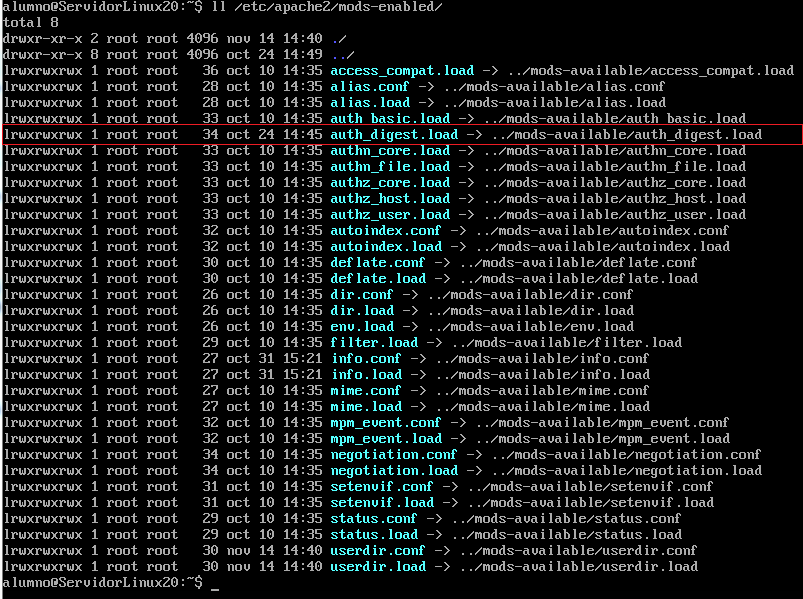 alumno@ServidorLinux20:~$ ll /etc/apache2/mods-enabled/
total 8
drwxr-xr-x 2 root root 4096 nov 14 14:40 ./
drwxr-xr-x 8 root root 4096 oct 24 14:49 ../
lrwxrwxrwx 1 root root   36 oct 10 14:35 access_compat.load -> ../mods-available/access_compat.load
lrwxrwxrwx 1 root root   28 oct 10 14:35 alias.conf -> ../mods-available/alias.conf
lrwxrwxrwx 1 root root   28 oct 10 14:35 alias.load -> ../mods-available/alias.load
lrwxrwxrwx 1 root root   33 oct 10 14:35 auth_basic.load -> ../mods-available/auth_basic.load
lrwxrwxrwx 1 root root   34 oct 24 14:45 auth_digest.load -> ../mods-available/auth_digest.load
lrwxrwxrwx 1 root root   33 oct 10 14:35 authn_core.load -> ../mods-available/authn_core.load
lrwxrwxrwx 1 root root   33 oct 10 14:35 authn_file.load -> ../mods-available/authn_file.load
lrwxrwxrwx 1 root root   33 oct 10 14:35 authz_core.load -> ../mods-available/authz_core.load
lrwxrwxrwx 1 root root   33 oct 10 14:35 authz_host.load -> ../mods-available/authz_host.load
lrwxrwxrwx 1 root root   33 oct 10 14:35 authz_user.load -> ../mods-available/authz_user.load
lrwxrwxrwx 1 root root   32 oct 10 14:35 autoindex.conf -> ../mods-available/autoindex.conf
lrwxrwxrwx 1 root root   32 oct 10 14:35 autoindex.load -> ../mods-available/autoindex.load
lrwxrwxrwx 1 root root   30 oct 10 14:35 deflate.conf -> ../mods-available/deflate.conf
lrwxrwxrwx 1 root root   30 oct 10 14:35 deflate.load -> ../mods-available/deflate.load
lrwxrwxrwx 1 root root   26 oct 10 14:35 dir.conf -> ../mods-available/dir.conf
lrwxrwxrwx 1 root root   26 oct 10 14:35 dir.load -> ../mods-available/dir.load
lrwxrwxrwx 1 root root   26 oct 10 14:35 env.load -> ../mods-available/env.load
lrwxrwxrwx 1 root root   29 oct 10 14:35 filter.load -> ../mods-available/filter.load
lrwxrwxrwx 1 root root   27 oct 31 15:21 info.conf -> ../mods-available/info.conf
lrwxrwxrwx 1 root root   27 oct 31 15:21 info.load -> ../mods-available/info.load
lrwxrwxrwx 1 root root   27 oct 10 14:35 mime.conf -> ../mods-available/mime.conf
lrwxrwxrwx 1 root root   27 oct 10 14:35 mime.load -> ../mods-available/mime.load
lrwxrwxrwx 1 root root   32 oct 10 14:35 mpm_event.conf -> ../mods-available/mpm_event.conf
lrwxrwxrwx 1 root root   32 oct 10 14:35 mpm_event.load -> ../mods-available/mpm_event.load
lrwxrwxrwx 1 root root   34 oct 10 14:35 negotiation.conf -> ../mods-available/negotiation.conf
lrwxrwxrwx 1 root root   34 oct 10 14:35 negotiation.load -> ../mods-available/negotiation.load
lrwxrwxrwx 1 root root   31 oct 10 14:35 setenvif.conf -> ../mods-available/setenvif.conf
lrwxrwxrwx 1 root root   31 oct 10 14:35 setenvif.load -> ../mods-available/setenvif.load
lrwxrwxrwx 1 root root   29 oct 10 14:35 status.conf -> ../mods-available/status.conf
lrwxrwxrwx 1 root root   29 oct 10 14:35 status.load -> ../mods-available/status.load
lrwxrwxrwx 1 root root   30 nov 14 14:40 userdir.conf -> ../mods-available/userdir.conf
lrwxrwxrwx 1 root root   30 nov 14 14:40 userdir.load -> ../mods-available/userdir.load
alumno@ServidorLinux20:~$ _